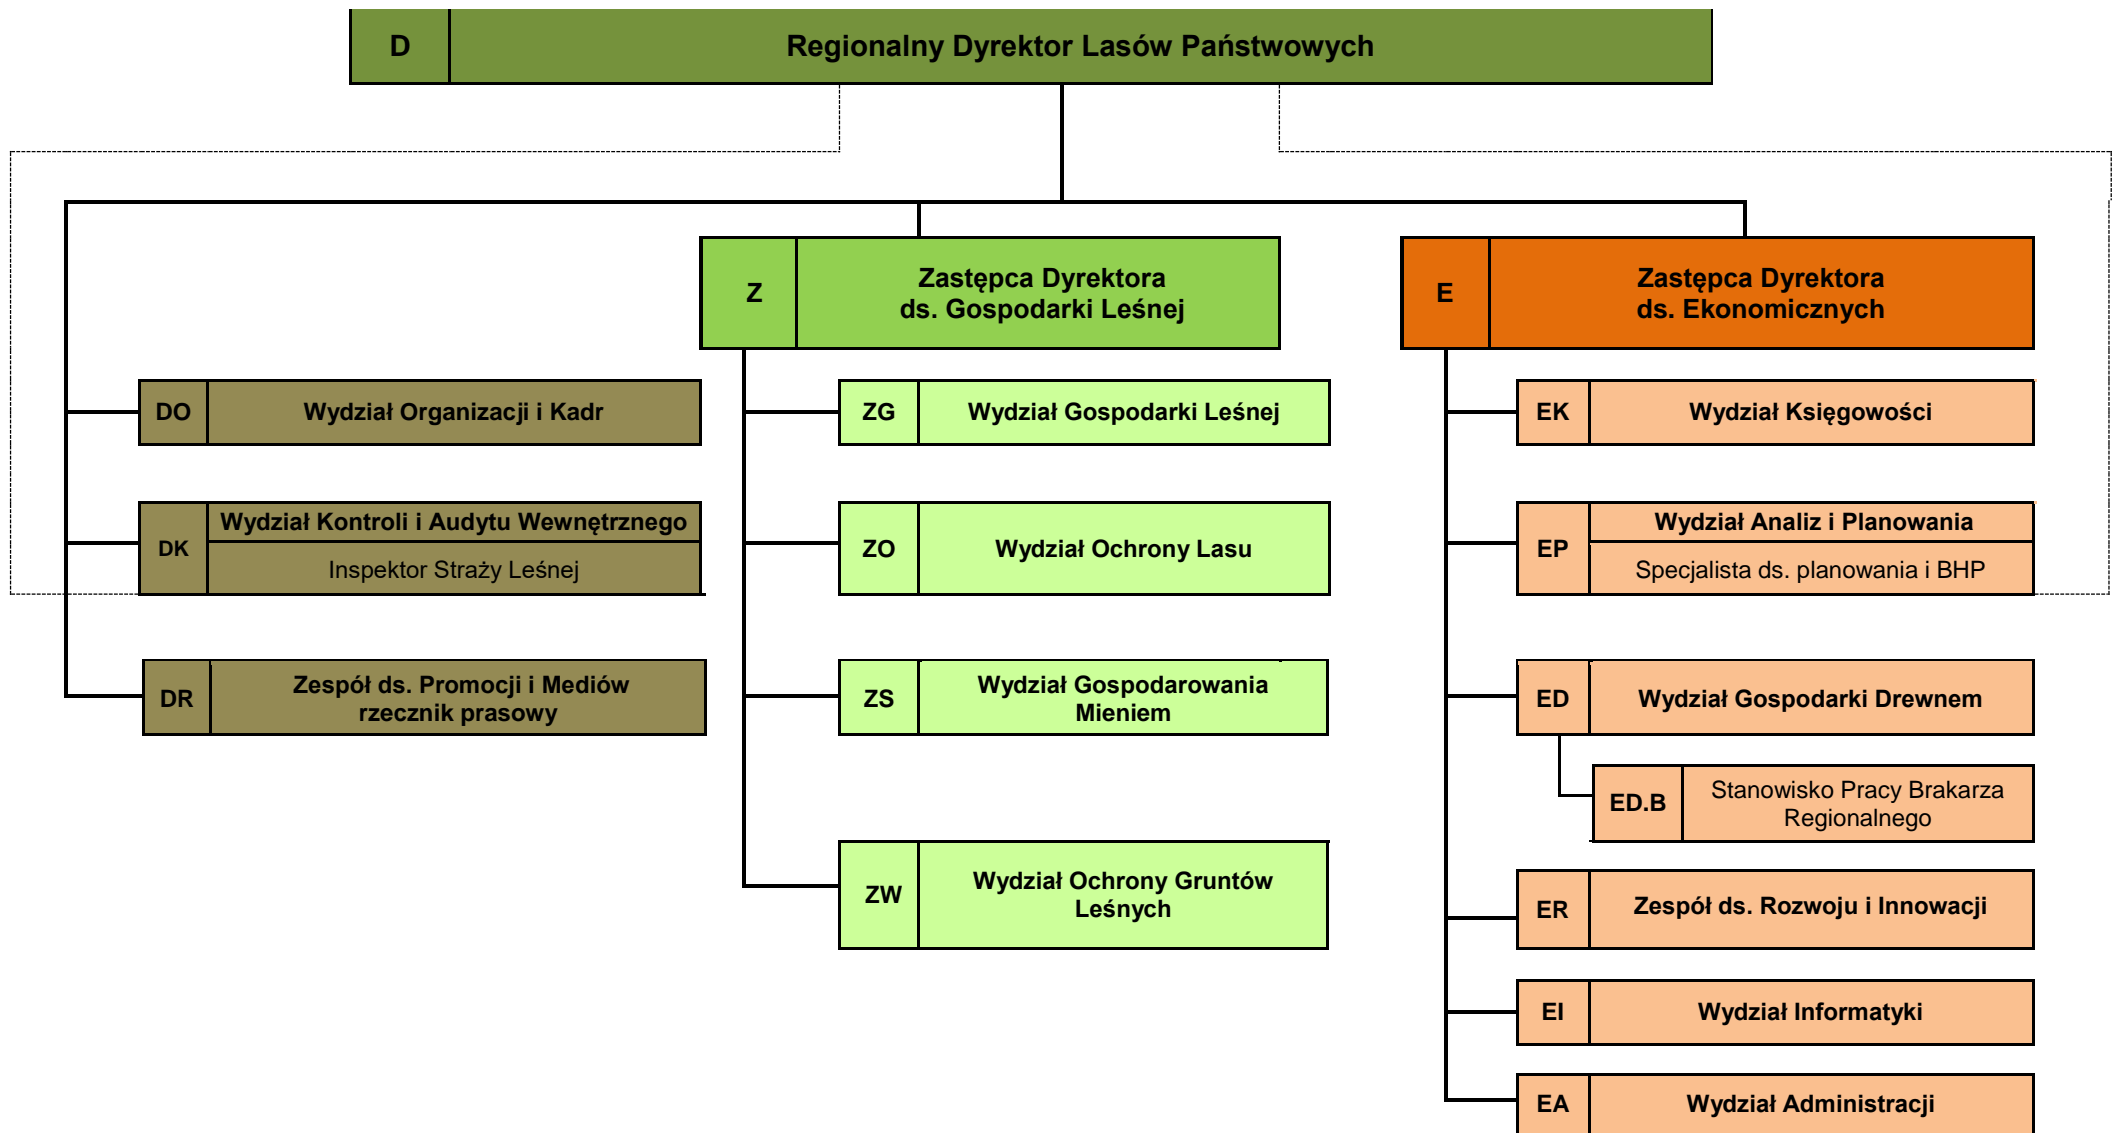 D
Regionalny Dyrektor Lasów Państwowych
Z
Zastępca Dyrektora
ds. Gospodarki Leśnej
E
Zastępca Dyrektora
ds. Ekonomicznych
DO
Wydział Organizacji i Kadr
ZG
Wydział Gospodarki Leśnej
EK
Wydział Księgowości
DK
Wydział Kontroli i Audytu Wewnętrznego
Inspektor Straży Leśnej
ZO
Wydział Ochrony Lasu
EP
Wydział Analiz i Planowania
Specjalista ds. planowania i BHP
DR
Zespół ds. Promocji i Mediów
rzecznik prasowy
ZS
Wydział Gospodarowania
Mieniem
ED
Wydział Gospodarki Drewnem
ED.B
Stanowisko Pracy Brakarza
Regionalnego
ZW
Wydział Ochrony Gruntów
Leśnych
ER
Zespół ds. Rozwoju i Innowacji
EI
Wydział Informatyki
EA
Wydział Administracji